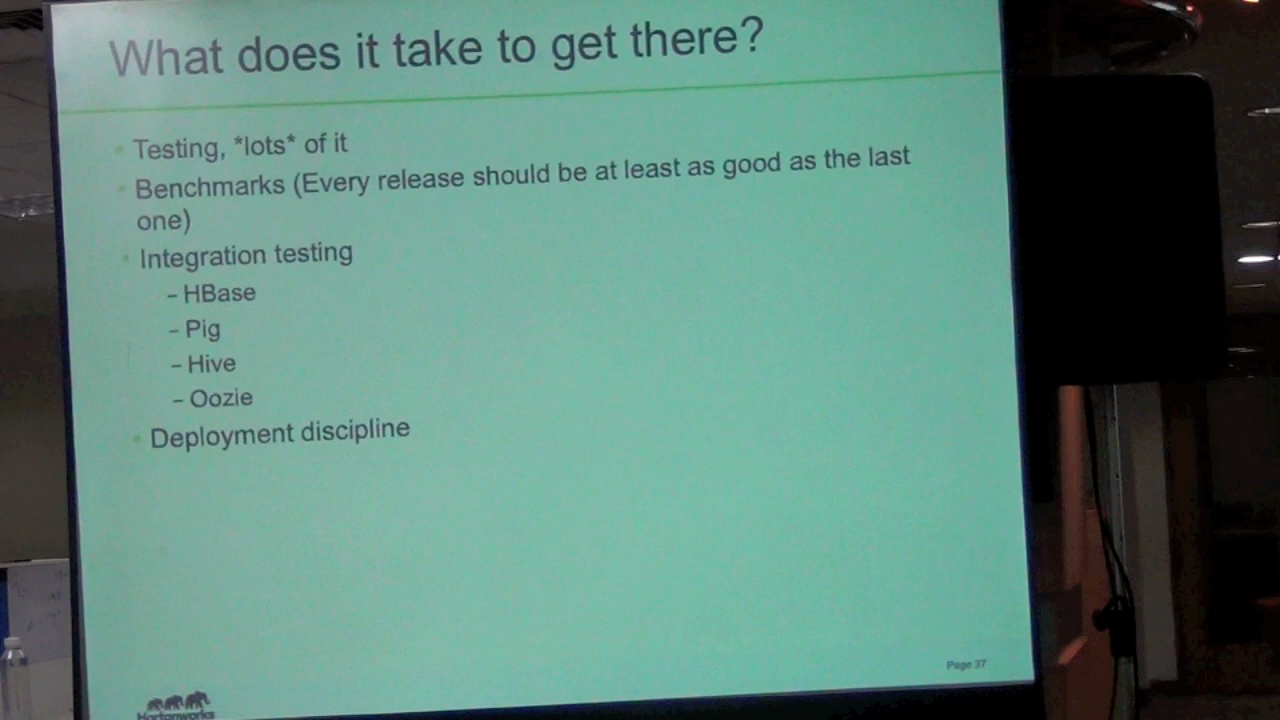 What does it take to get there?
Testing, *lots* of it
Benchmarks (Every release should be at least as good as the last
one)
Integration testing
– HBase
– Pig
– Hive
– Oozie
Deployment discipline
Page 37
Hortonworks